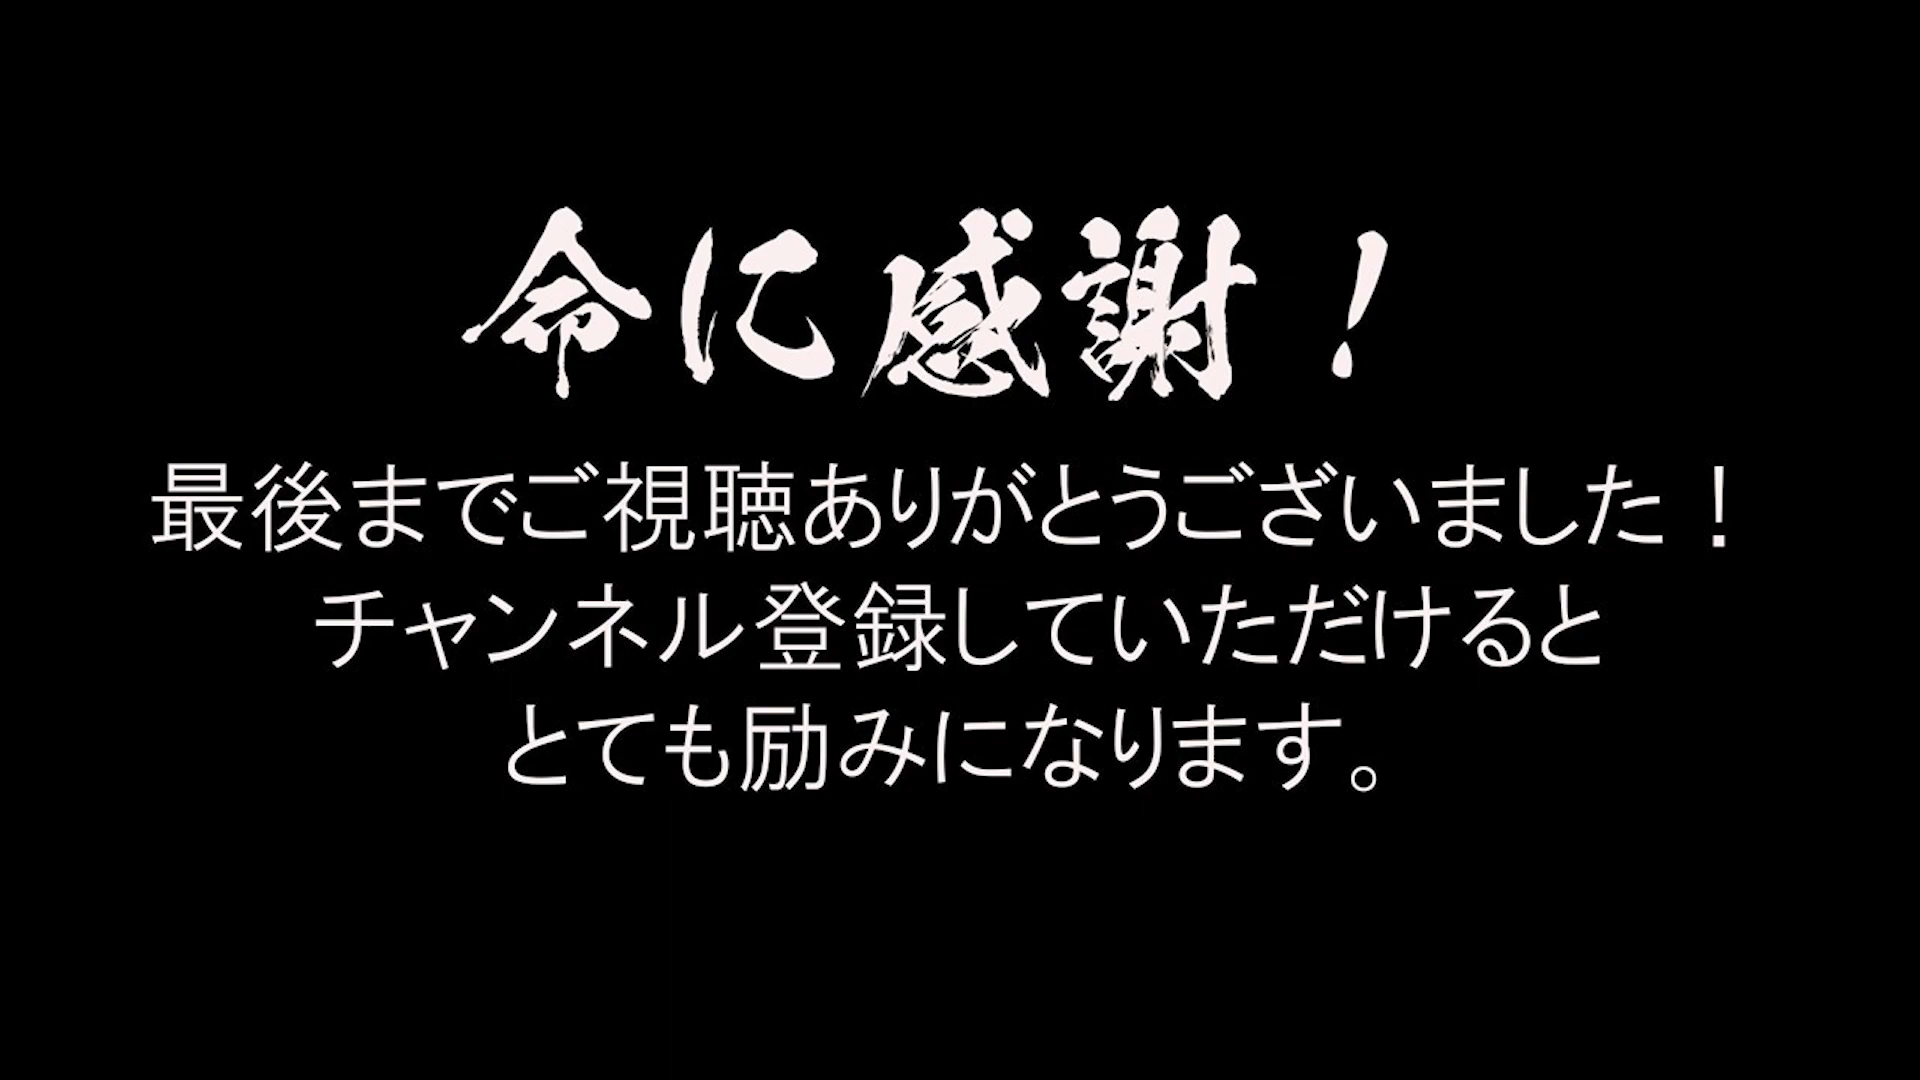 命に感謝！
最後までご視聴ありがとうございました！
チャンネル登録していただけると
とても励みになります。